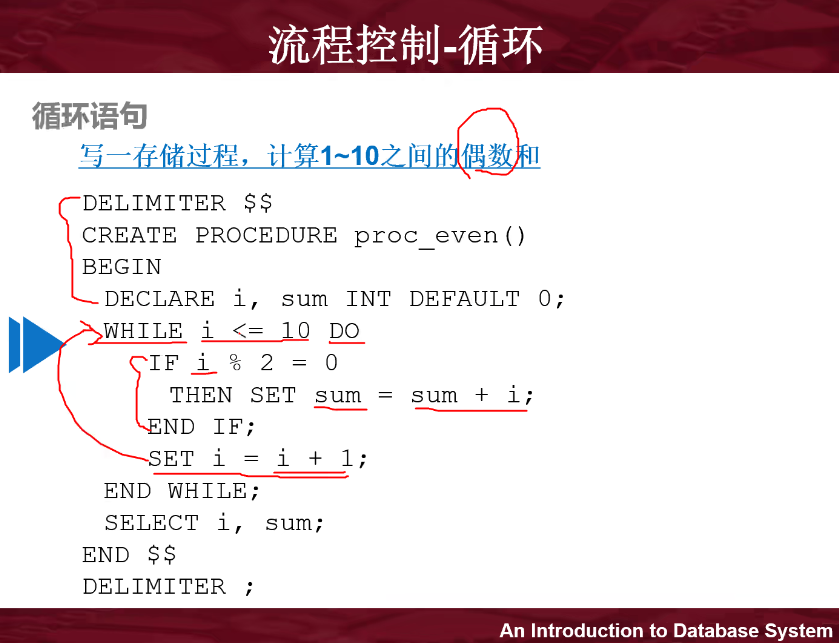 流程控制-循环
循环语句
写一存储过程，计算1~10之间的偶数和
DELIMITER $$
CREATE PROCEDURE proc_even()
BEGIN
DECLARE i, sum INT DEFAULT 0;
WHILE i <= 10 DO
IF i % 2 = 0
THEN SET sum = sum + i;
END IF;
SET i = i + 1;
END WHILE;
SELECT i, sum;
END $$
DELIMITER ;
An Introduction to Database System